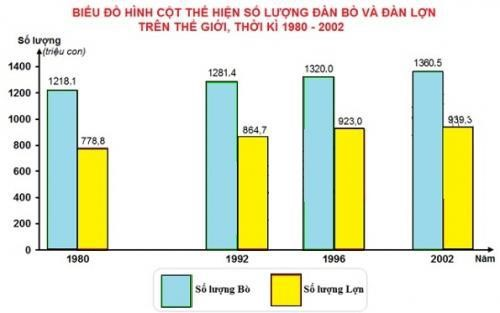 BIỂU ĐỒ HÌNH CỘT THỂ HIỆN SỐ LƯỢNG ĐÀN BÒ VÀ ĐÀN LỢN
TRÊN THẾ GIỚI, THỜI KÌ 1980 - 2002
Số lượng
(triệu con)
1400
1200
1000
800
600
400
200
0
1218.1
778,8
1281.4
864,7
1320.0
923,0
1360.5
939,3
1980
1992
1996
2002
Năm
Số lượng Bò
Số lượng Lợn